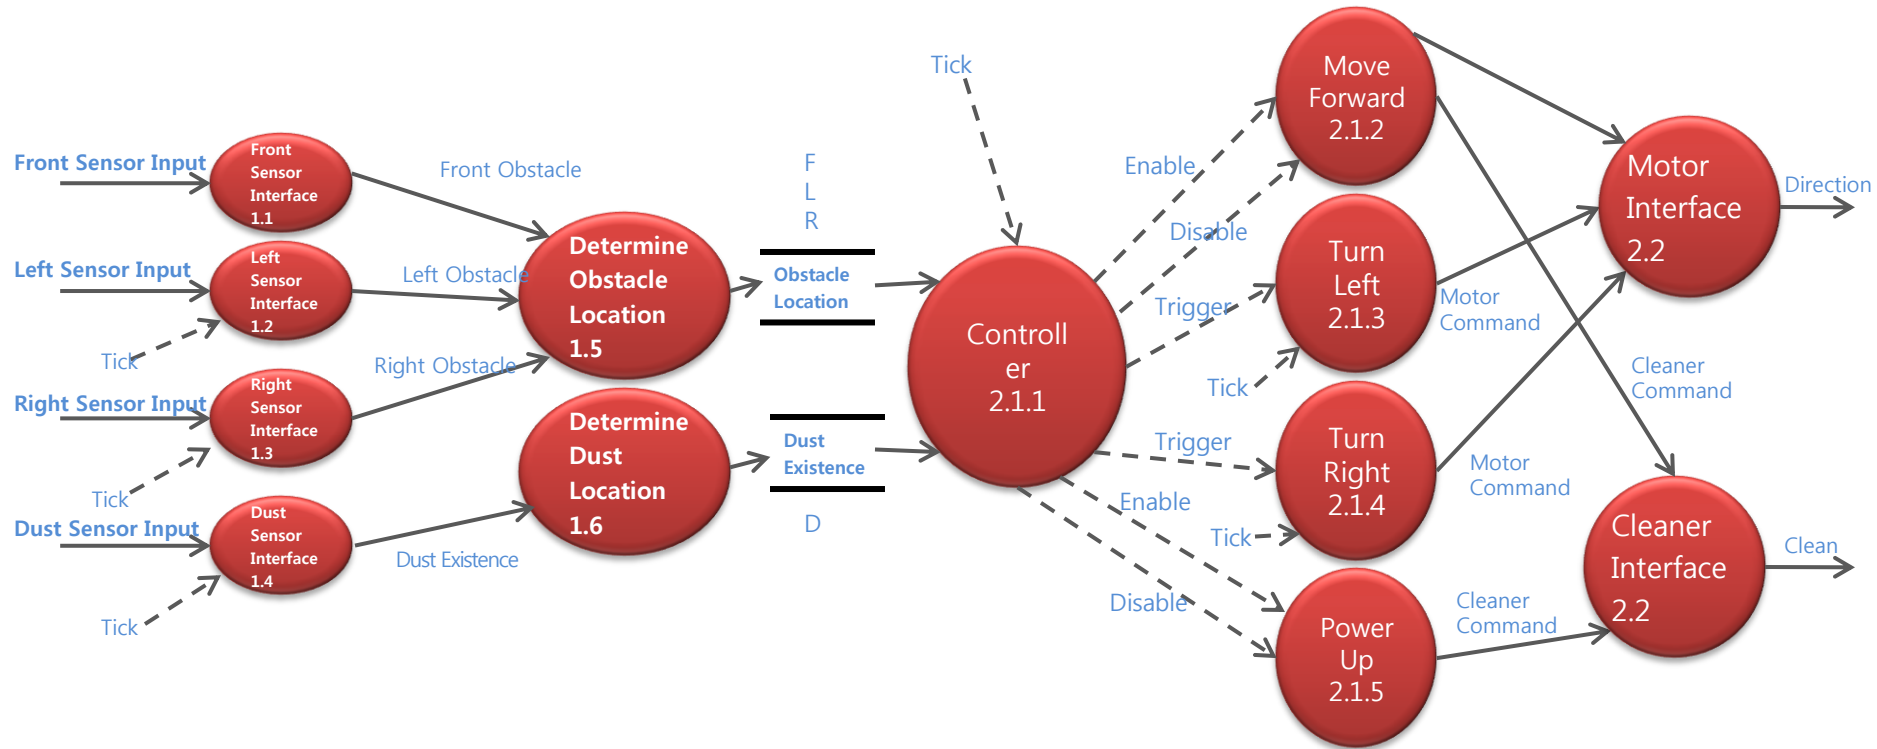 Front Sensor Input
Front
Sensor
Interface
1.1
Front Obstacle
Left Sensor Input
Left
Sensor
Interface
1.2
Left Obstacle
Tick
Right Sensor Input
Right
Sensor
Interface
1.3
Right Obstacle
Tick
Dust Sensor Input
Dust
Sensor
Interface
1.4
Dust Existence
Tick
Determine
Obstacle
Location
1.5
Determine
Dust
Location
1.6
F
L
R
Obstacle
Location
Dust
Existence
D
Tick
Controll
er
2.1.1
Enable
Disable
Trigger
Tick
Trigger
Enable
Tick
Disable
Move
Forward
2.1.2
Turn
Left
2.1.3
Turn
Right
2.1.4
Power
Up
2.1.5
Motor
Command
Cleaner
Command
Motor
Command
Cleaner
Command
Motor
Interface
2.2
Direction
Cleaner
Interface
2.2
Clean